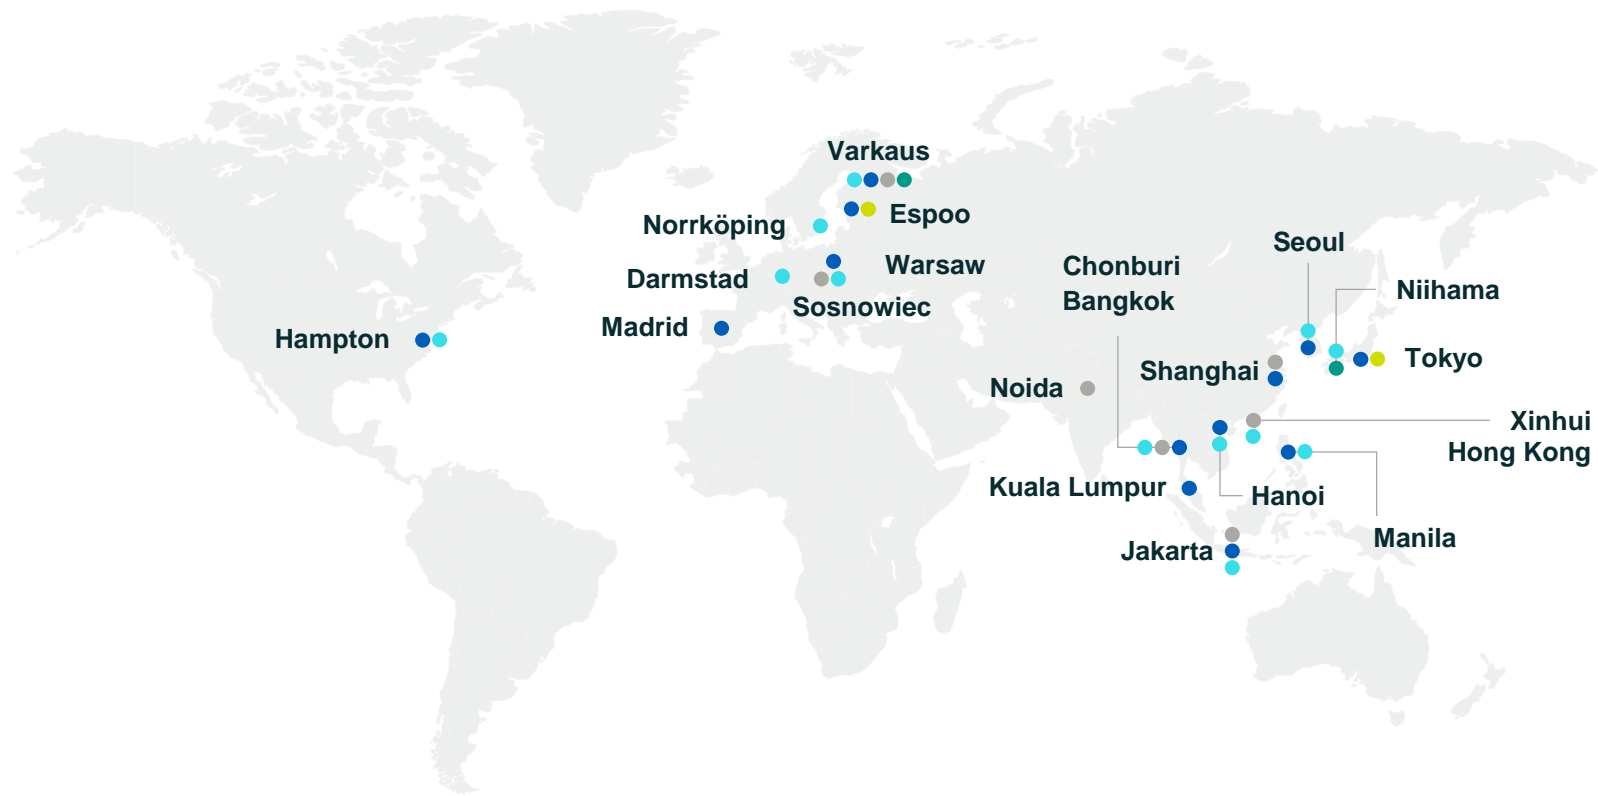 Varkaus
Espoo
Norrköping
Seoul
Warsaw
Chonburi
Bangkok
Darmstad
Niihama
Sosnowiec
Madrid
Hampton
Tokyo
Shanghai
Noida
Xinhui
Hong Kong
Kuala Lumpur
Hanoi
Manila
Jakarta